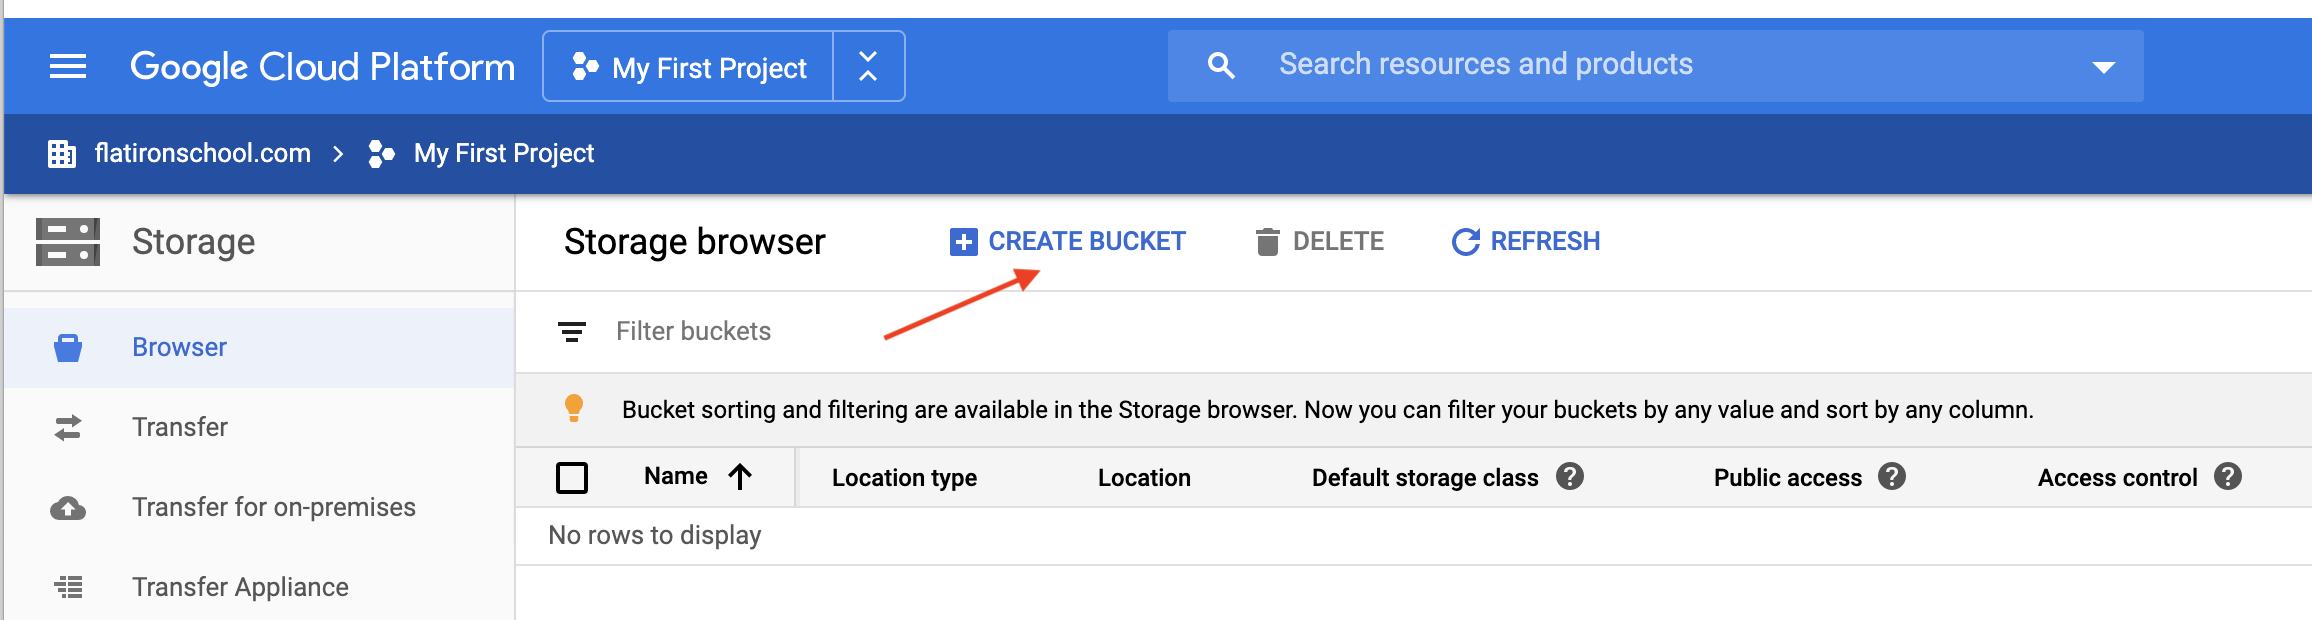 Google Cloud Platform My First Project Search resources and products
flatironschool.com My First Project
Storage
Storage browser CREATE BUCKET DELETE REFRESH
Browser
Transfer
Transfer for on-premises
Transfer Appliance
Filter buckets
Bucket sorting and filtering are available in the Storage browser. Now you can filter your buckets by any value and sort by any column.
Name Location type Location Default storage class ? Public access ? Access control ?
No rows to display